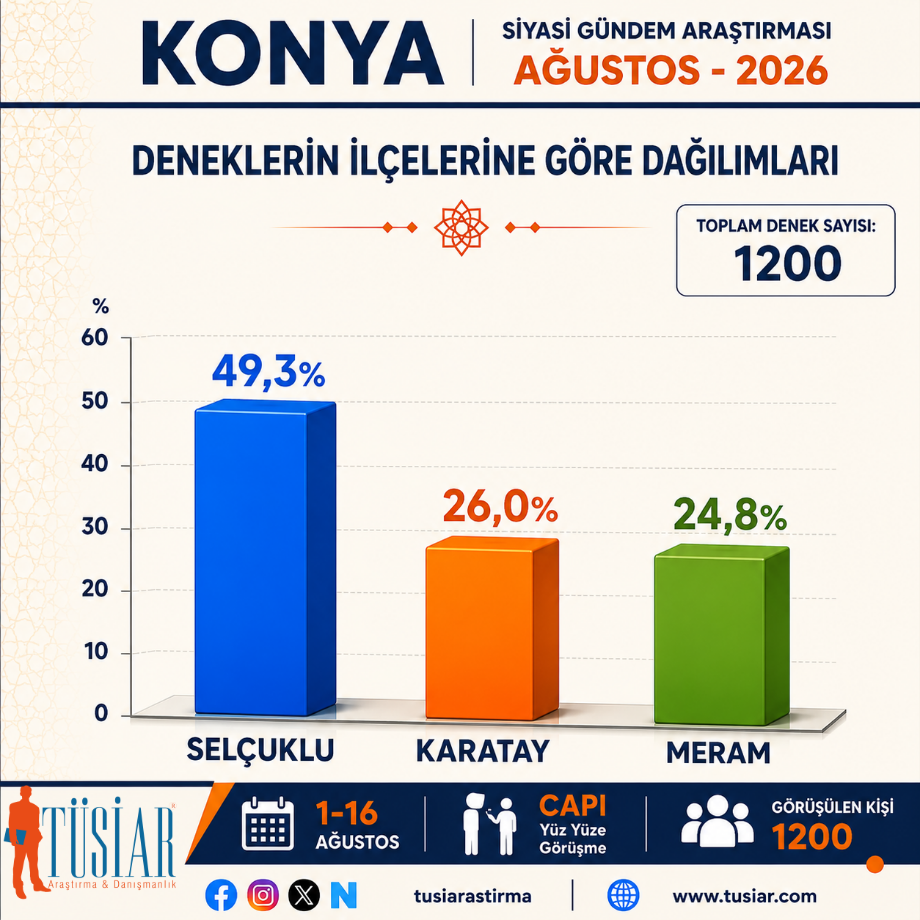 KONYA
SİYASİ GÜNDEM ARAŞTIRMASI
AĞUSTOS - 2026
DENEKLERİN İLÇELERİNE GÖRE DAĞILIMLARI
TOPLAM DENEK SAYISI:
1200
%
60
50
40
30
20
10
0
49,3%
26,0%
24,8%
SELÇUKLU
KARATAY
MERAM
TÜSİAR
Araştırma & Danışmanlık
1-16
AĞUSTOS
CAPI
Yüz Yüze
Görüşme
GÖRÜŞÜLEN KİŞİ
1200
tusiarastirma
www.tusiar.com